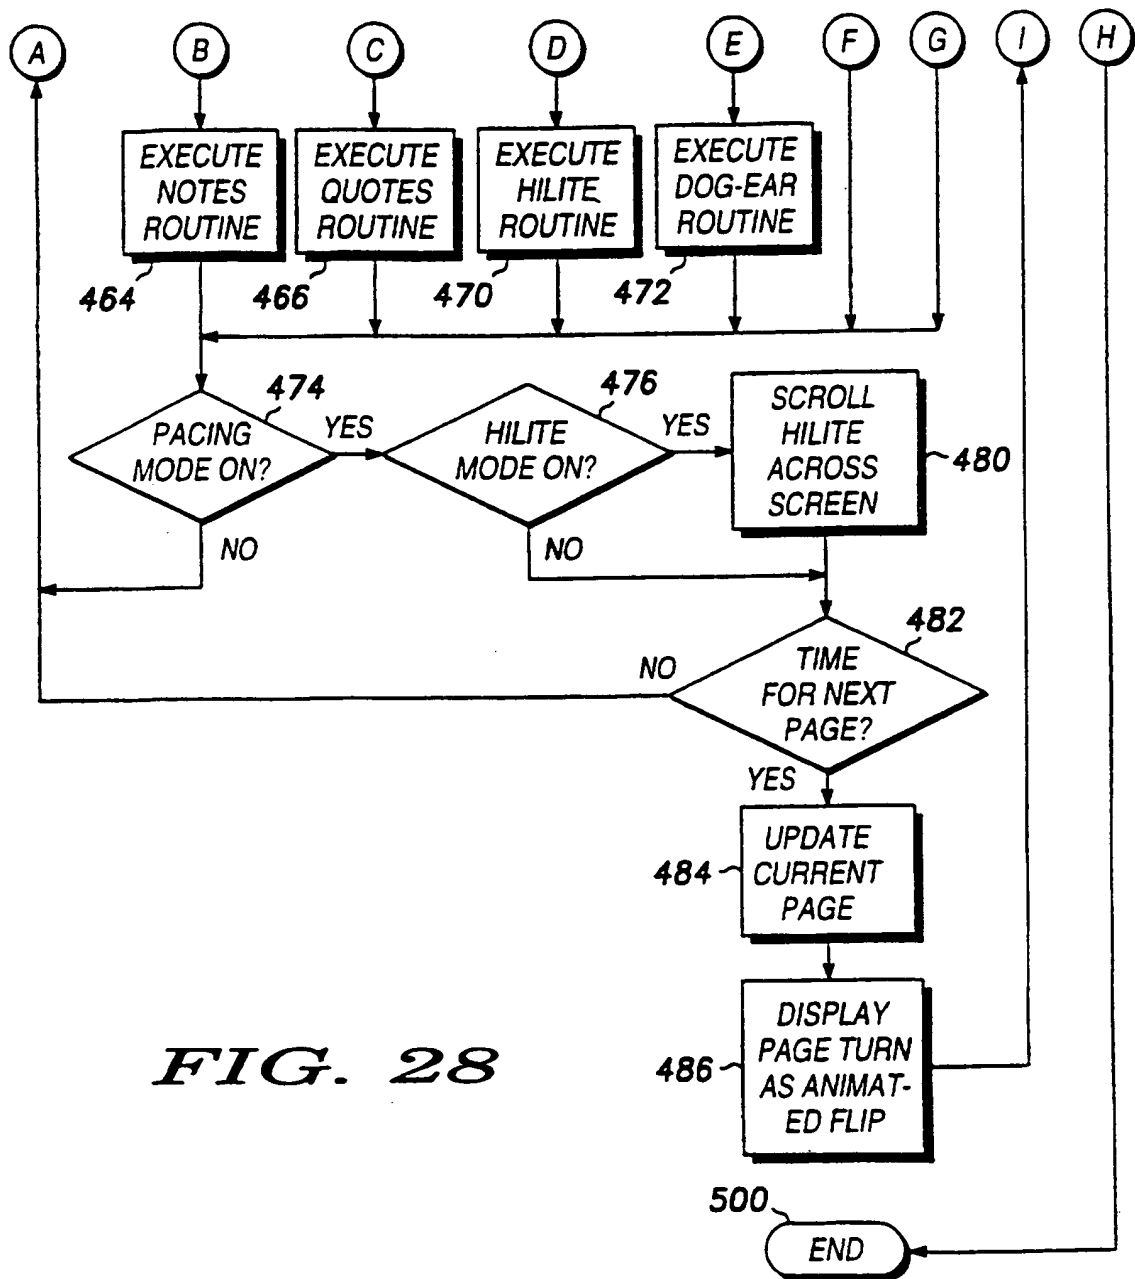 A B C D E F G I H
EXECUTE
NOTES
ROUTINE
464
EXECUTE
QUOTES
ROUTINE
466
EXECUTE
HILITE
ROUTINE
470
EXECUTE
DOG-EAR
ROUTINE
472
PACING
MODE ON?
474
YES
NO
HILITE
MODE ON?
476
YES
NO
SCROLL
HILITE
ACROSS
SCREEN
480
TIME
FOR NEXT
PAGE?
482
NO
YES
UPDATE
CURRENT
PAGE
484
DISPLAY
PAGE TURN
AS ANIMAT-
ED FLIP
486
FIG. 28
500
END